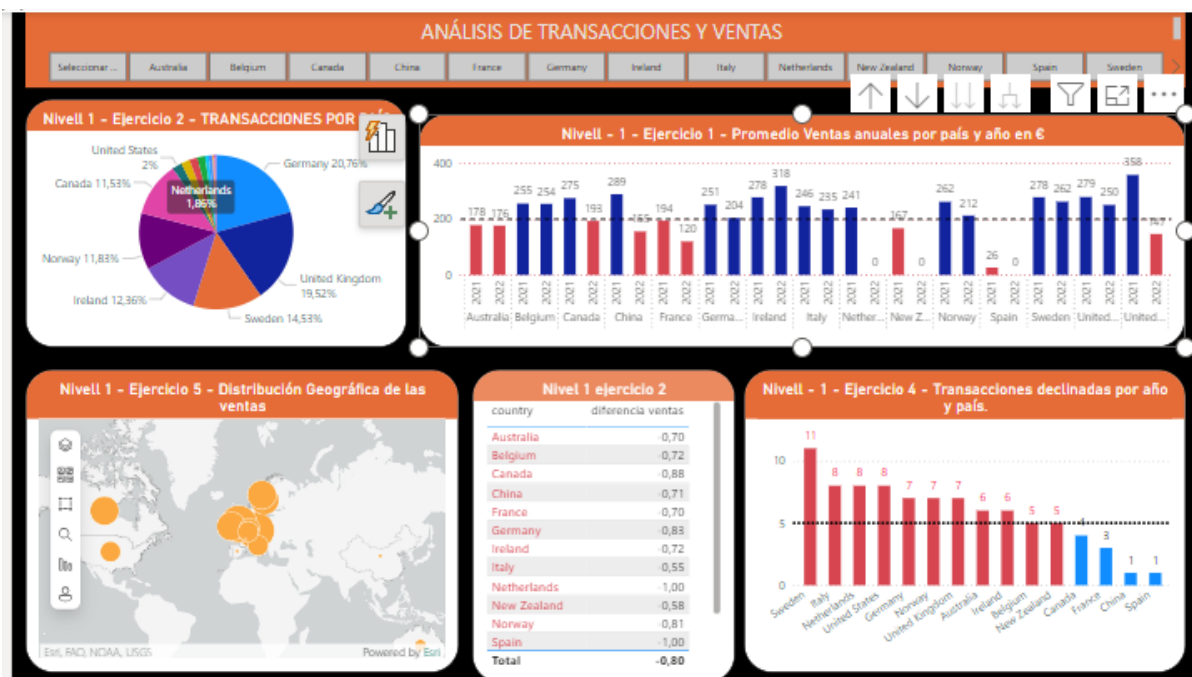 ANÁLISIS DE TRANSACCIONES Y VENTAS
Seleccionar ... Australia Belgium Canada China France Germany Ireland Italy Netherlands New Zealand Norway Spain Sweden
Nivell 1 - Ejercicio 2 - TRANSACCIONES POR
United States
2%
Germany 20,76%
Canada 11,53%
Netherlands
1,86%
Norway 11,83%
United Kingdom
19,52%
Ireland 12,36%
Sweden 14,53%
Nivell - 1 - Ejercicio 1 - Promedio Ventas anuales por país y año en €
400
200
0
178 176 255 254 275 193 289 155 194 120 251 204 278 318 246 235 241 0 167 0 262 212 26 0 278 262 279 250 358 147
2021 2022 2021 2022 2021 2022 2021 2022 2021 2022 2021 2022 2021 2022 2021 2022 2021 2022 2021 2022 2021 2022 2021 2022 2021 2022 2021 2022 2021 2022
Australia Belgium Canada China France Germa... Ireland Italy Nether... New Z... Norway Spain Sweden United... United...
Nivell 1 - Ejercicio 5 - Distribución Geográfica de las
ventas
Esri, FAO, NOAA, USGS
Powered by Esri
Nivel 1 ejercicio 2
country diferencia ventas
Australia -0,70
Belgium -0,72
Canada -0,88
China -0,71
France -0,70
Germany -0,83
Ireland -0,72
Italy -0,55
Netherlands -1,00
New Zealand -0,58
Norway -0,81
Spain -1,00
Total -0,80
Nivell - 1 - Ejercicio 4 - Transacciones declinadas por año
y país.
10
5
0
11 8 8 8 7 7 7 6 6 5 5 4 3 1 1
Sweden Italy Netherlands United States Germany Norway United Kingdom Australia Ireland Belgium New Zealand Canada France China Spain